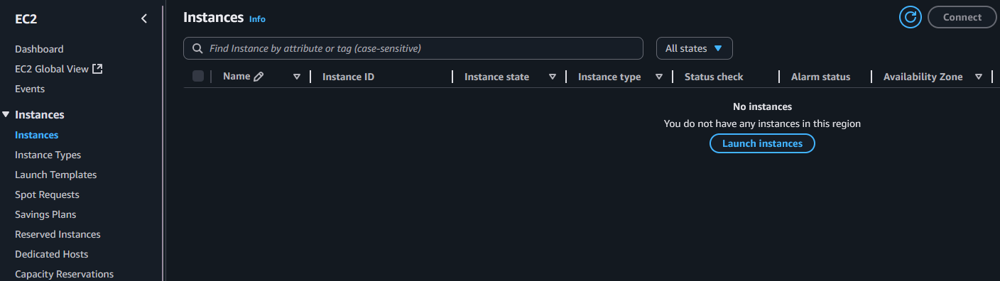 EC2
Dashboard
EC2 Global View
Events
Instances
Instances
Instance Types
Launch Templates
Spot Requests
Savings Plans
Reserved Instances
Dedicated Hosts
Capacity Reservations
Instances Info
Connect
Find Instance by attribute or tag (case-sensitive)
All states
Name Instance ID Instance state Instance type Status check Alarm status Availability Zone
No instances
You do not have any instances in this region
Launch instances